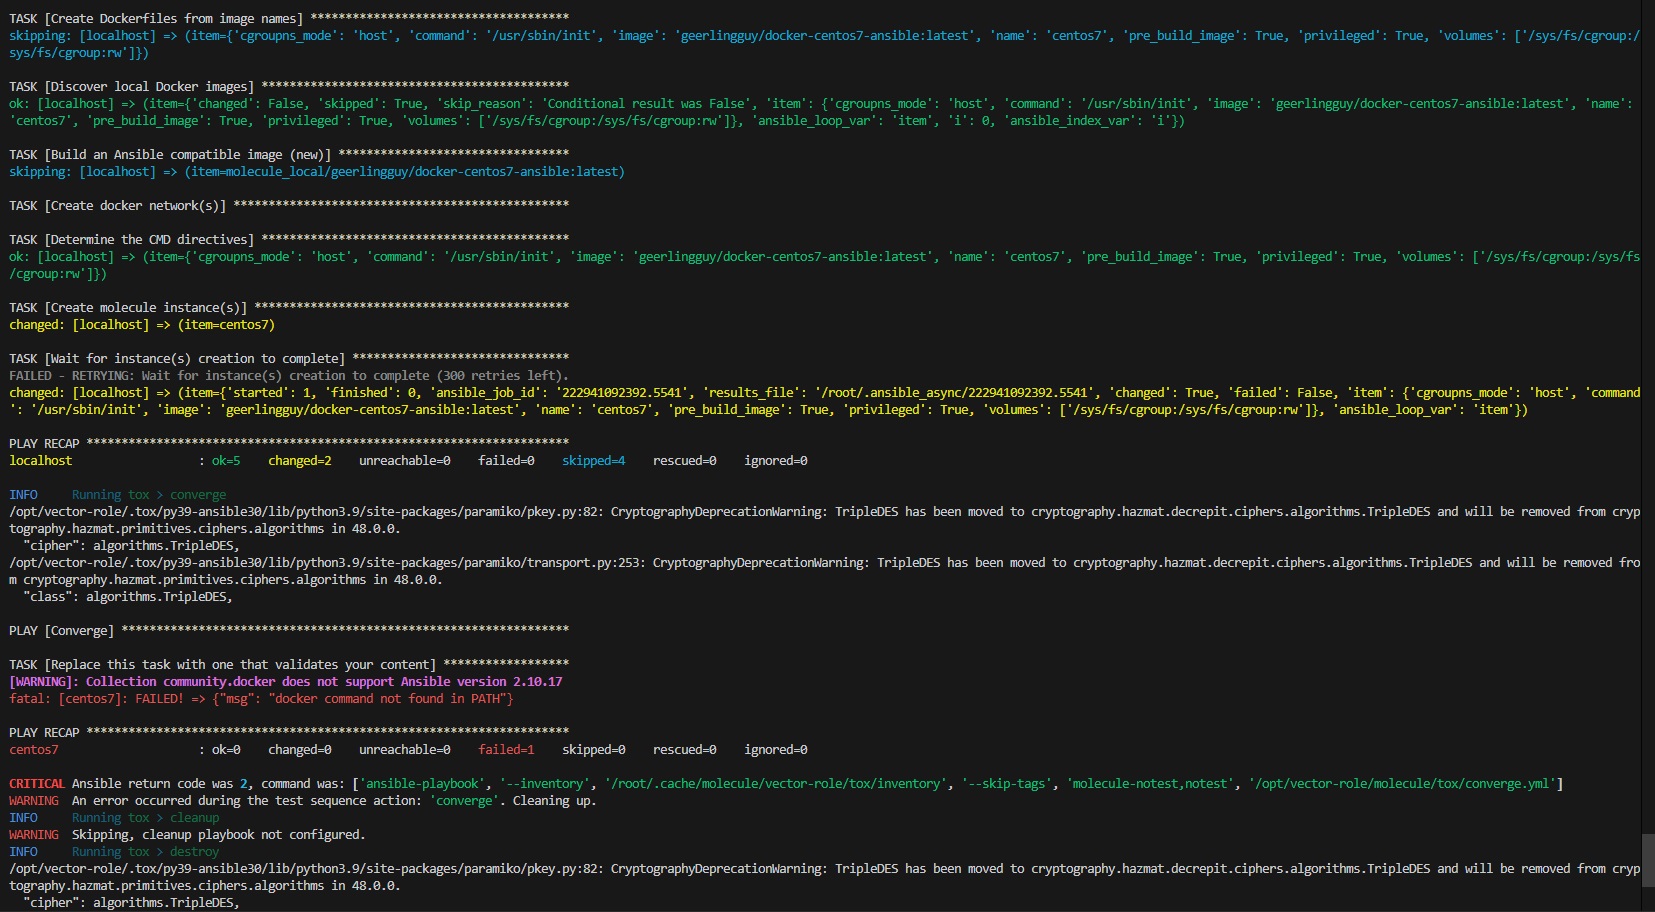 TASK [Create Dockerfiles from image names] *************************************
skipping: [localhost] => (item={'cgroupns_mode': 'host', 'command': '/usr/sbin/init', 'image': 'geerlingguy/docker-centos7-ansible:latest', 'name': 'centos7', 'pre_build_image': True, 'privileged': True, 'volumes': ['/sys/fs/cgroup:/
sys/fs/cgroup:rw']})
TASK [Discover local Docker images] ********************************************
ok: [localhost] => (item={'changed': False, 'skipped': True, 'skip_reason': 'Conditional result was False', 'item': {'cgroupns_mode': 'host', 'command': '/usr/sbin/init', 'image': 'geerlingguy/docker-centos7-ansible:latest', 'name':
'centos7', 'pre_build_image': True, 'privileged': True, 'volumes': ['/sys/fs/cgroup:/sys/fs/cgroup:rw']}, 'ansible_loop_var': 'item', 'i': 0, 'ansible_index_var': 'i'})
TASK [Build an Ansible compatible image (new)] *********************************
skipping: [localhost] => (item=molecule_local/geerlingguy/docker-centos7-ansible:latest)
TASK [Create docker network(s)] ************************************************
TASK [Determine the CMD directives] ********************************************
ok: [localhost] => (item={'cgroupns_mode': 'host', 'command': '/usr/sbin/init', 'image': 'geerlingguy/docker-centos7-ansible:latest', 'name': 'centos7', 'pre_build_image': True, 'privileged': True, 'volumes': ['/sys/fs/cgroup:/sys/fs
/cgroup:rw']})
TASK [Create molecule instance(s)] *********************************************
changed: [localhost] => (item=centos7)
TASK [Wait for instance(s) creation to complete] *******************************
FAILED - RETRYING: Wait for instance(s) creation to complete (300 retries left).
changed: [localhost] => (item={'started': 1, 'finished': 0, 'ansible_job_id': '222941092392.5541', 'results_file': '/root/.ansible_async/222941092392.5541', 'changed': True, 'failed': False, 'item': {'cgroupns_mode': 'host', 'command
': '/usr/sbin/init', 'image': 'geerlingguy/docker-centos7-ansible:latest', 'name': 'centos7', 'pre_build_image': True, 'privileged': True, 'volumes': ['/sys/fs/cgroup:/sys/fs/cgroup:rw']}, 'ansible_loop_var': 'item'})
PLAY RECAP *********************************************************************
localhost                  : ok=5    changed=2    unreachable=0    failed=0    skipped=4    rescued=0    ignored=0
INFO     Running tox > converge
/opt/vector-role/.tox/py39-ansible30/lib/python3.9/site-packages/paramiko/pkey.py:82: CryptographyDeprecationWarning: TripleDES has been moved to cryptography.hazmat.decrepit.ciphers.algorithms.TripleDES and will be removed from cryp
tography.hazmat.primitives.ciphers.algorithms in 48.0.0.
  "cipher": algorithms.TripleDES,
/opt/vector-role/.tox/py39-ansible30/lib/python3.9/site-packages/paramiko/transport.py:253: CryptographyDeprecationWarning: TripleDES has been moved to cryptography.hazmat.decrepit.ciphers.algorithms.TripleDES and will be removed fro
m cryptography.hazmat.primitives.ciphers.algorithms in 48.0.0.
  "class": algorithms.TripleDES,
PLAY [Converge] ****************************************************************
TASK [Replace this task with one that validates your content] ******************
[WARNING]: Collection community.docker does not support Ansible version 2.10.17
fatal: [centos7]: FAILED! => {"msg": "docker command not found in PATH"}
PLAY RECAP *********************************************************************
centos7                    : ok=0    changed=0    unreachable=0    failed=1    skipped=0    rescued=0    ignored=0
CRITICAL Ansible return code was 2, command was: ['ansible-playbook', '--inventory', '/root/.cache/molecule/vector-role/tox/inventory', '--skip-tags', 'molecule-notest,notest', '/opt/vector-role/molecule/tox/converge.yml']
WARNING  An error occurred during the test sequence action: 'converge'. Cleaning up.
INFO     Running tox > cleanup
WARNING  Skipping, cleanup playbook not configured.
INFO     Running tox > destroy
/opt/vector-role/.tox/py39-ansible30/lib/python3.9/site-packages/paramiko/pkey.py:82: CryptographyDeprecationWarning: TripleDES has been moved to cryptography.hazmat.decrepit.ciphers.algorithms.TripleDES and will be removed from cryp
tography.hazmat.primitives.ciphers.algorithms in 48.0.0.
  "cipher": algorithms.TripleDES,